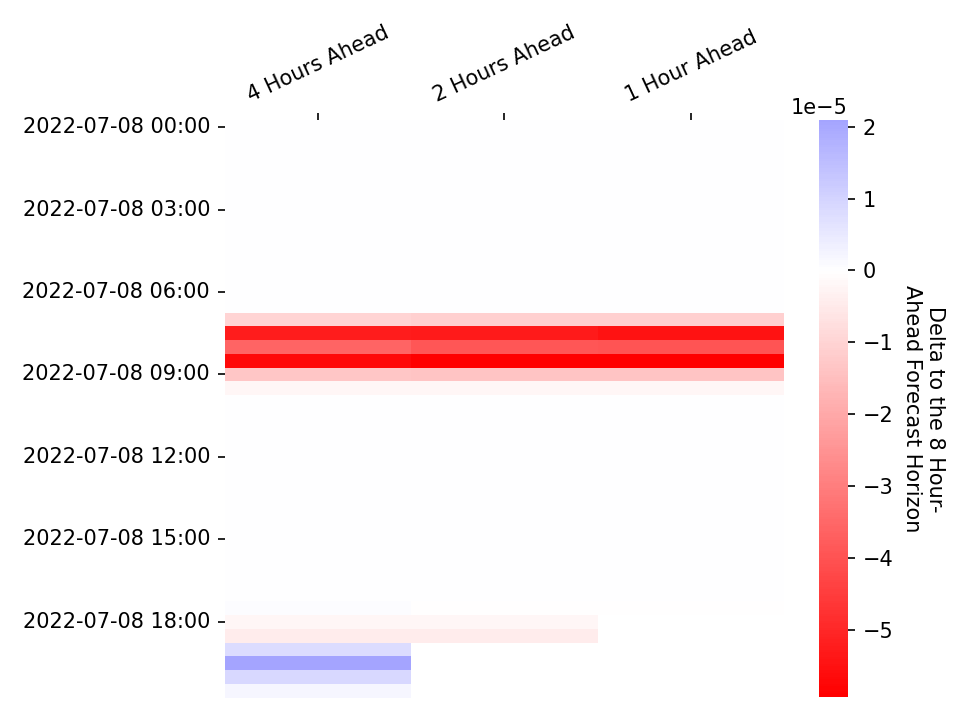 4 Hours Ahead
2 Hours Ahead
1 Hour Ahead
2022-07-08 00:00
2022-07-08 03:00
2022-07-08 06:00
2022-07-08 09:00
2022-07-08 12:00
2022-07-08 15:00
2022-07-08 18:00
1e−5
2
1
0
−1
−2
−3
−4
−5
Delta to the 8 Hour-
Ahead Forecast Horizon